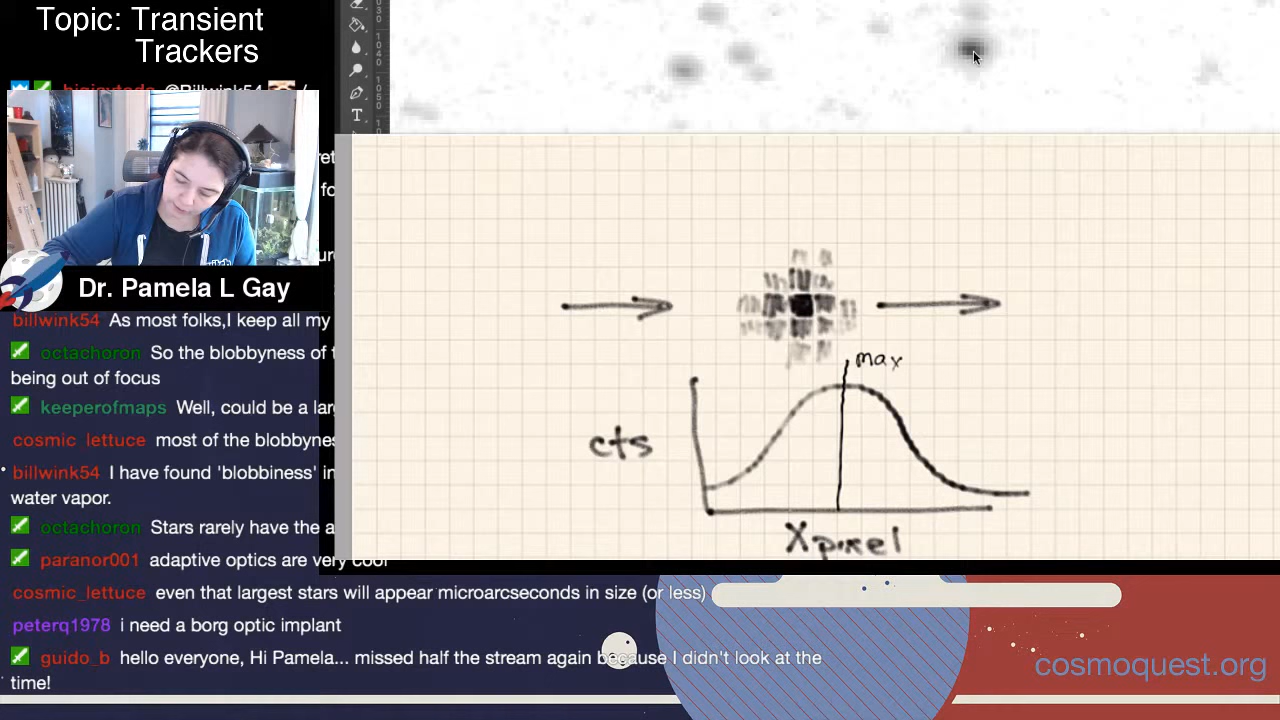 Topic: Transient
Trackers
@Billwink54
Dr. Pamela L Gay
billwink54 As most folks,I keep all my
octachoron So the blobbyness of
being out of focus
keeperofmaps Well, could be a
cosmic_lettuce most of the
billwink54 I have found 'blobbiness' in
water vapor.
octachoron Stars rarely have the
paranor001 adaptive optics are very cool
cosmic_lettuce even that largest stars will appear microarcseconds in size (or less)
peterq1978 i need a borg optic implant
guido_b hello everyone, Hi Pamela... missed half the stream again because I didn't look at the
time!
T
max
cts
Xpixel
cosmoquest.org